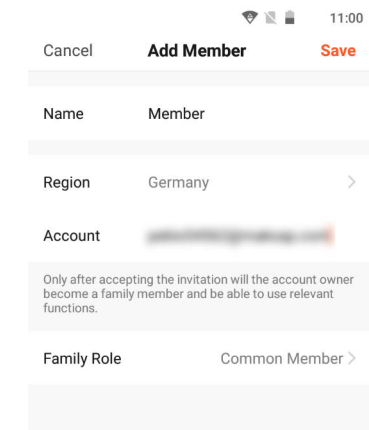 11:00
Cancel Add Member Save
Name Member
Region Germany
Account
Only after accepting the invitation will the account owner
become a family member and be able to use relevant
functions.
Family Role Common Member